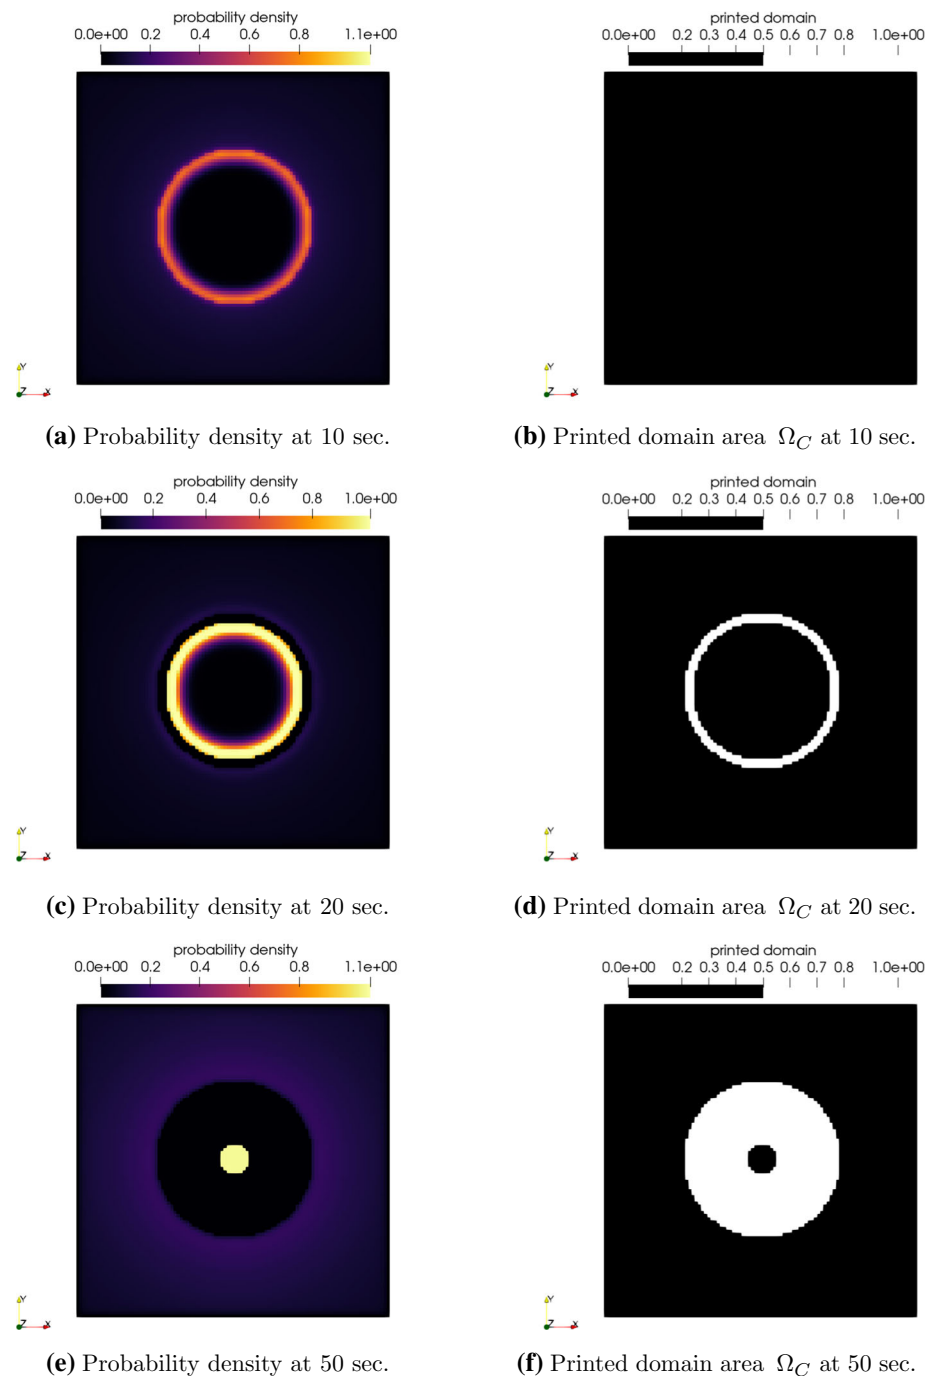 probability density
0.0e+00 0.2 0.4 0.6 0.8 1.1e+00
printed domain
0.0e+00 0.2 0.3 0.4 0.5 0.6 0.7 0.8 1.0e+00
Y
Z X
Y
Z X
(a) Probability density at 10 sec.
(b) Printed domain area Ω_C at 10 sec.
probability density
0.0e+00 0.2 0.4 0.6 0.8 1.0e+00
printed domain
0.0e+00 0.2 0.3 0.4 0.5 0.6 0.7 0.8 1.0e+00
Y
Z X
Y
Z X
(c) Probability density at 20 sec.
(d) Printed domain area Ω_C at 20 sec.
probability density
0.0e+00 0.2 0.4 0.6 0.8 1.1e+00
printed domain
0.0e+00 0.2 0.3 0.4 0.5 0.6 0.7 0.8 1.0e+00
Y
Z X
Y
Z X
(e) Probability density at 50 sec.
(f) Printed domain area Ω_C at 50 sec.